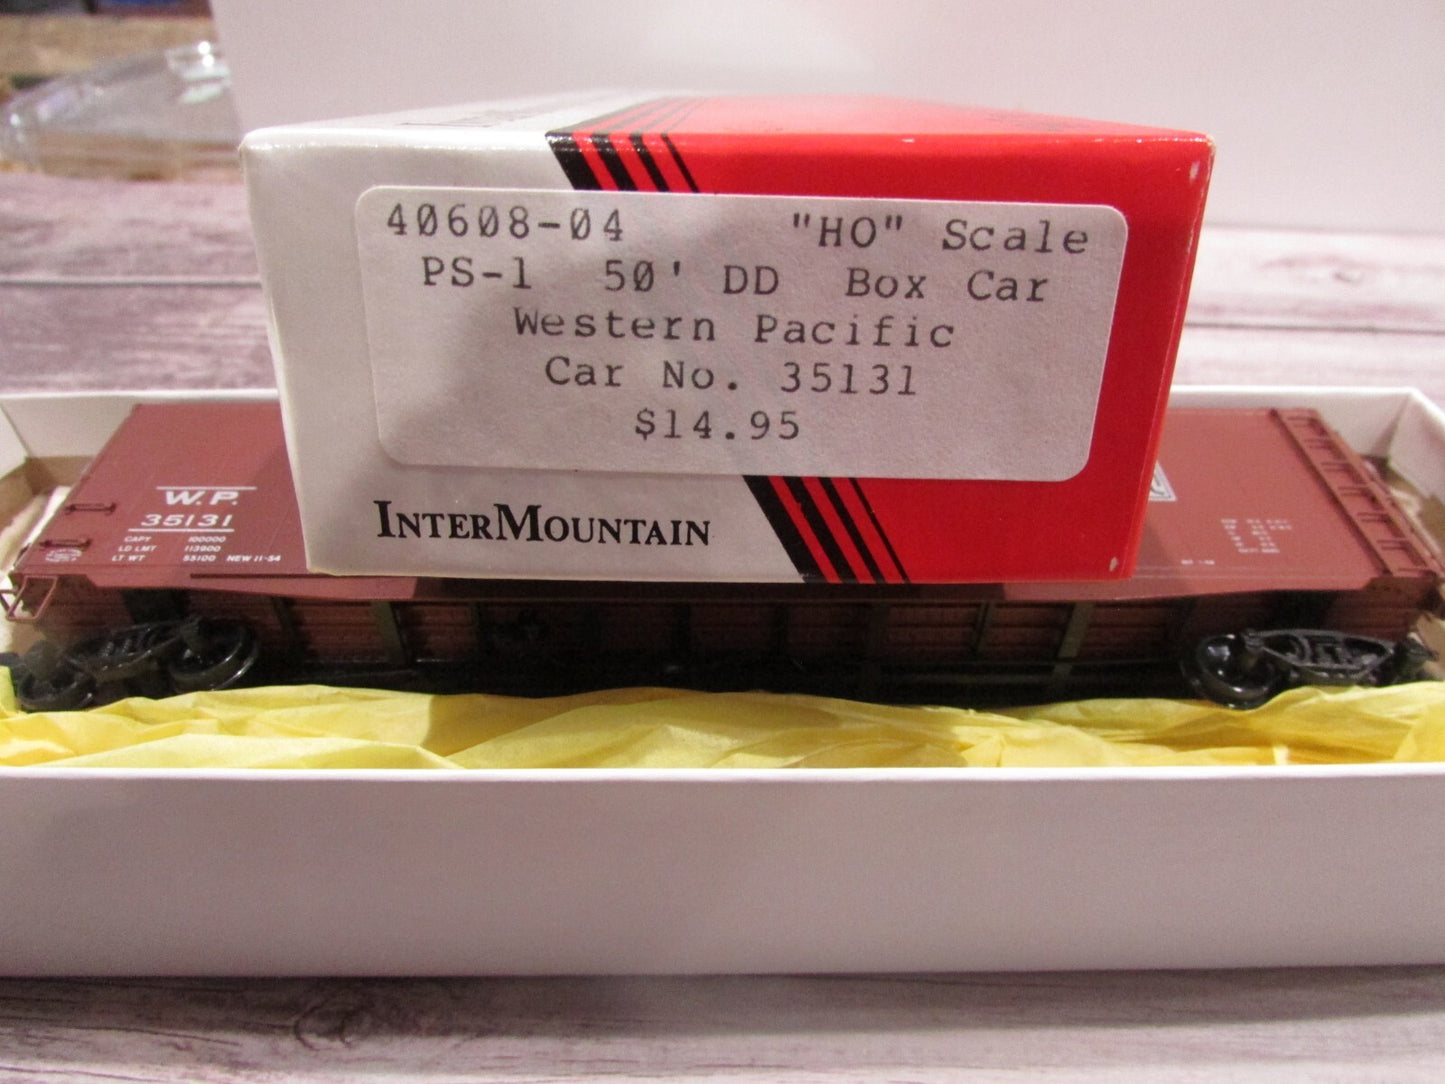 40608-04 "HO" Scale
PS-1 50' DD Box Car
Western Pacific
Car No. 35131
$14.95
INTERMOUNTAIN
W.P.
35131
CAPY 100000
LD LMT 113900
LT WT 55100 NEW 11-54